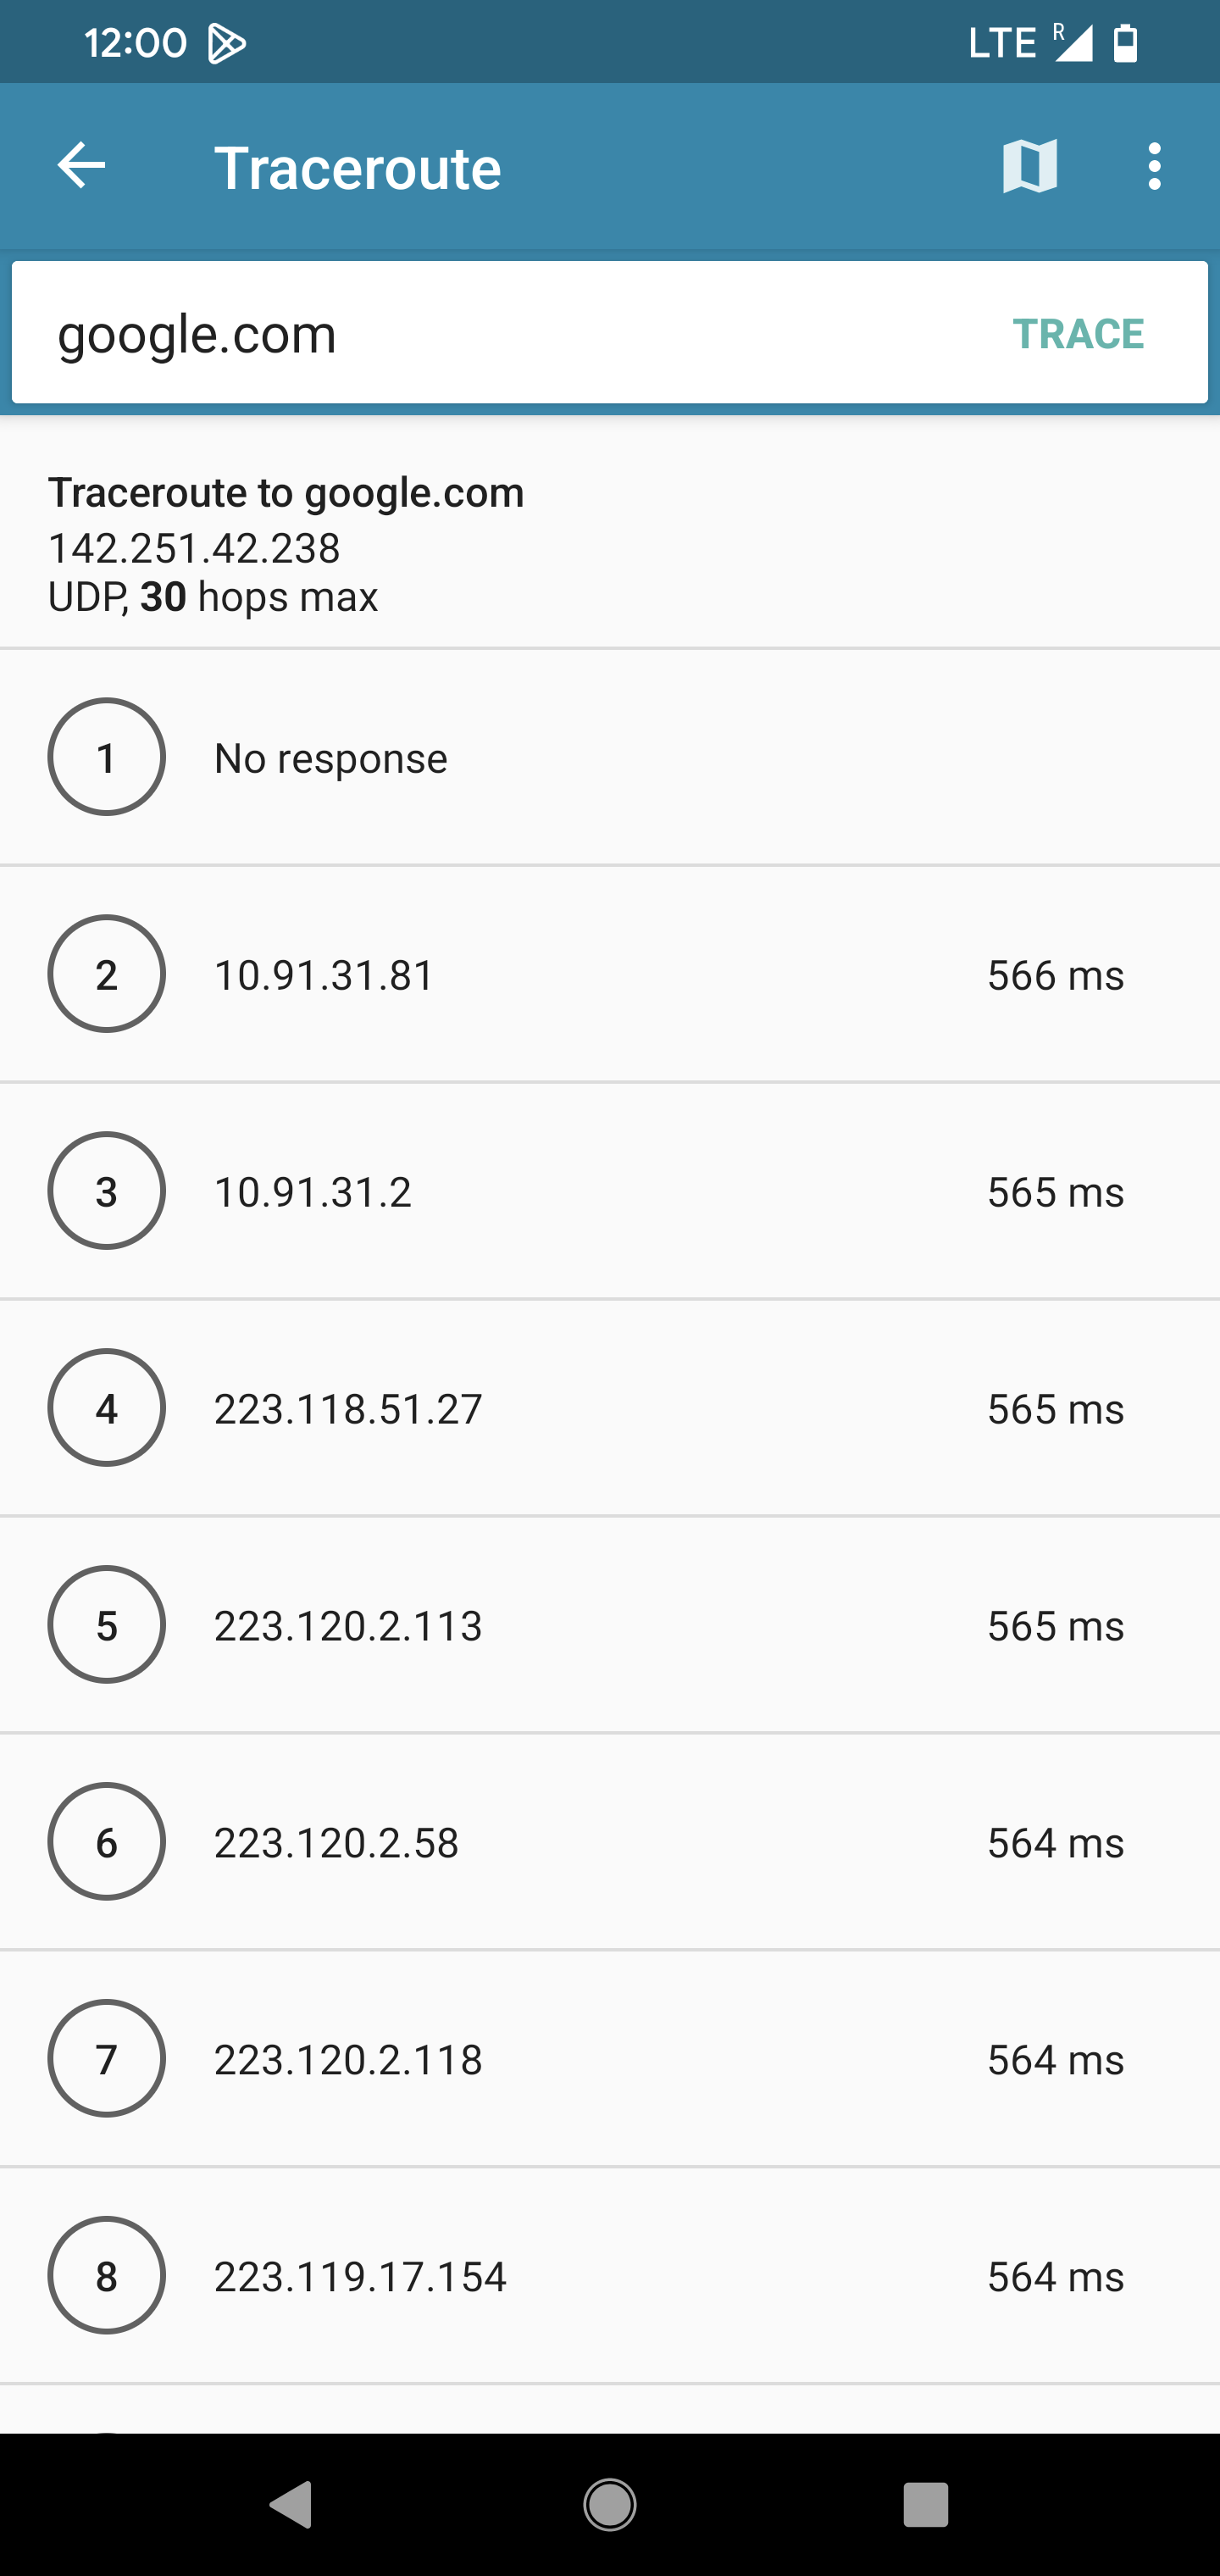 12:00 LTE R
Traceroute
google.com TRACE
Traceroute to google.com
142.251.42.238
UDP, 30 hops max
1 No response
2 10.91.31.81 566 ms
3 10.91.31.2 565 ms
4 223.118.51.27 565 ms
5 223.120.2.113 565 ms
6 223.120.2.58 564 ms
7 223.120.2.118 564 ms
8 223.119.17.154 564 ms